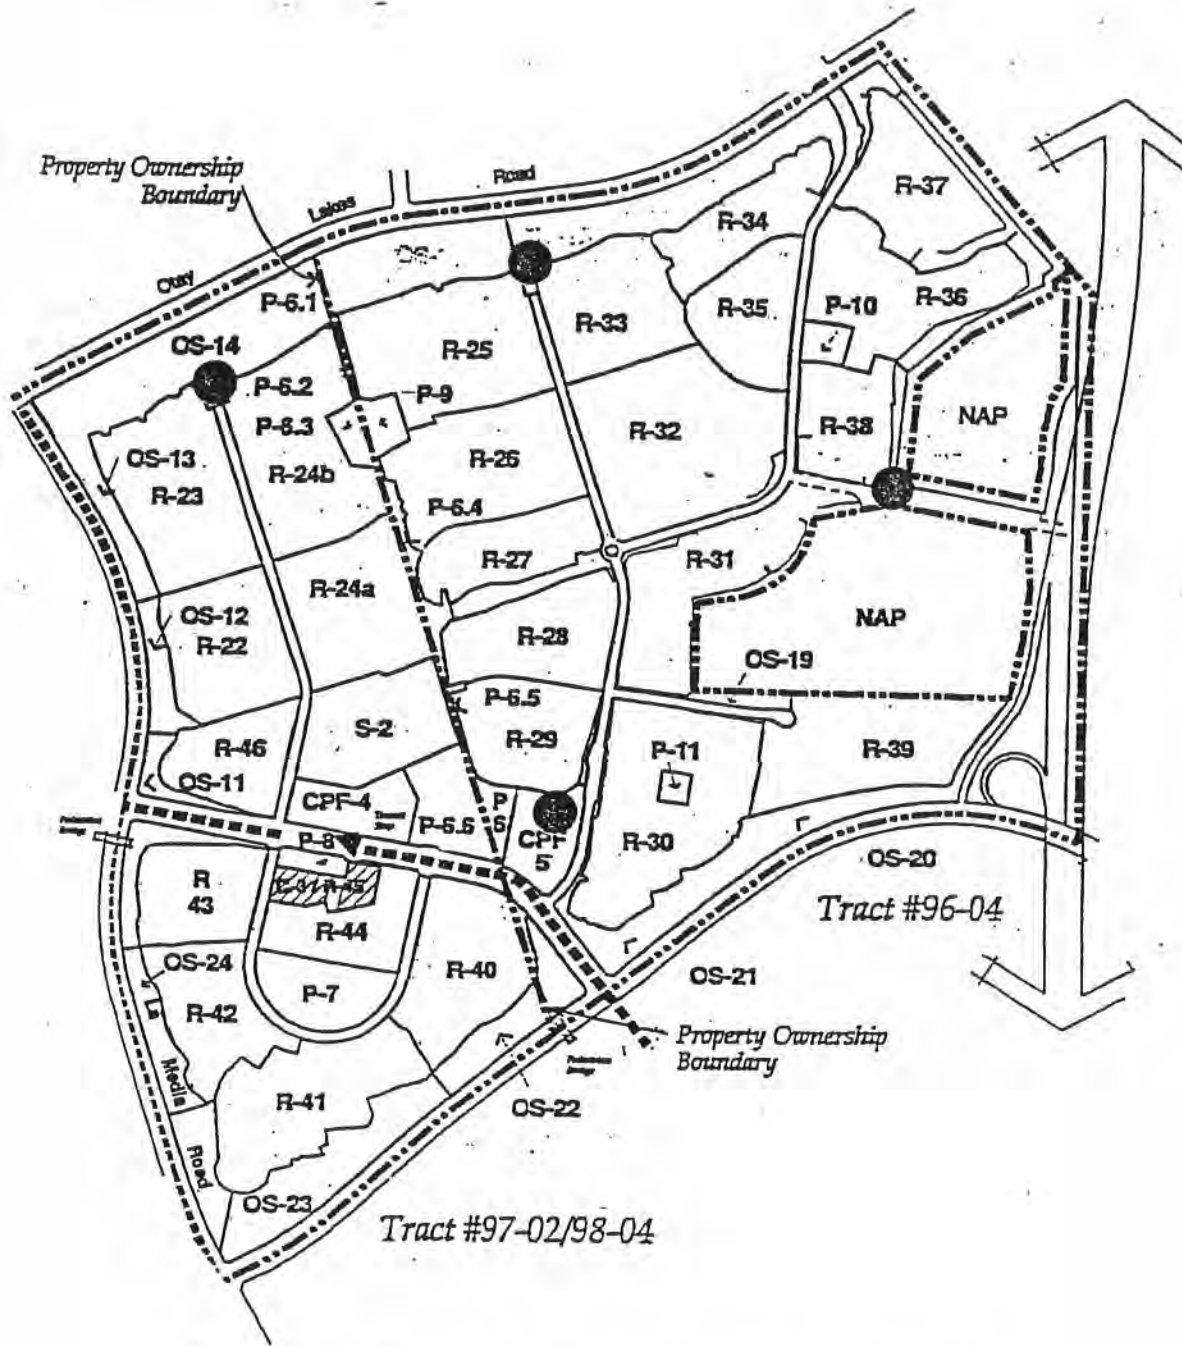 Property Ownership
Boundary
Otay
Lakes
Road
R-37
R-34
P-6.1
R-35
P-10
R-36
R-33
OS-14
R-25
P-6.2
P-9
P-6.3
R-32
R-38
NAP
OS-13
R-23
R-24b
R-26
P-6.4
R-27
R-31
R-24a
OS-12
R-22
R-28
NAP
OS-19
P-6.5
S-2
R-46
R-29
P-11
R-39
OS-11
CPF-4
P
6
P-6.6
CPF
5
P-8
R-30
OS-20
R
43
R-44
Tract #96-04
OS-24
R-40
OS-21
P-7
La
R-42
Property Ownership
Boundary
Media
R-41
OS-22
Road
OS-23
Tract #97-02/98-04